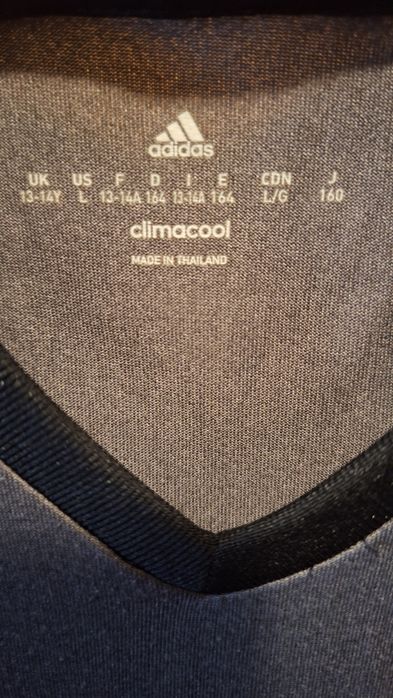 adidas
UK US F D I E CDN J
13-14Y L 13-14A 164 13-14A 164 L/G 160
climacool
MADE IN THAILAND